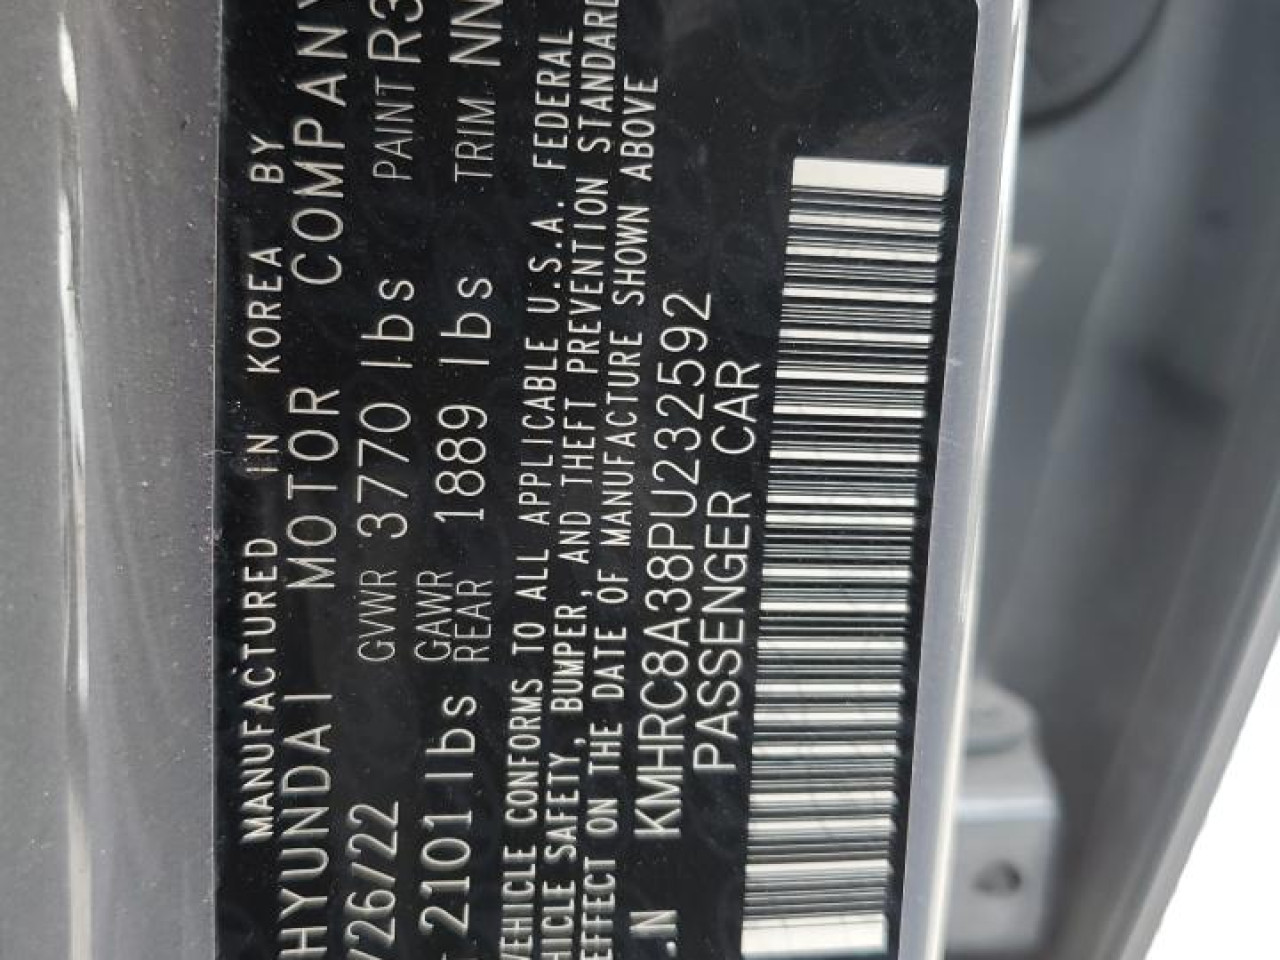 MANUFACTURED IN KOREA BY
HYUNDAI MOTOR COMPANY
/26/22 GVWR 3770 lbs PAINT R3
2101 lbs GAWR REAR 1889 lbs TRIM NN
VEHICLE CONFORMS TO ALL APPLICABLE U.S.A. FEDERAL
HICLE SAFETY, BUMPER, AND THEFT PREVENTION STANDARD
EFFECT ON THE DATE OF MANUFACTURE SHOWN ABOVE
.N KMHRC8A38PU232592
PASSENGER CAR